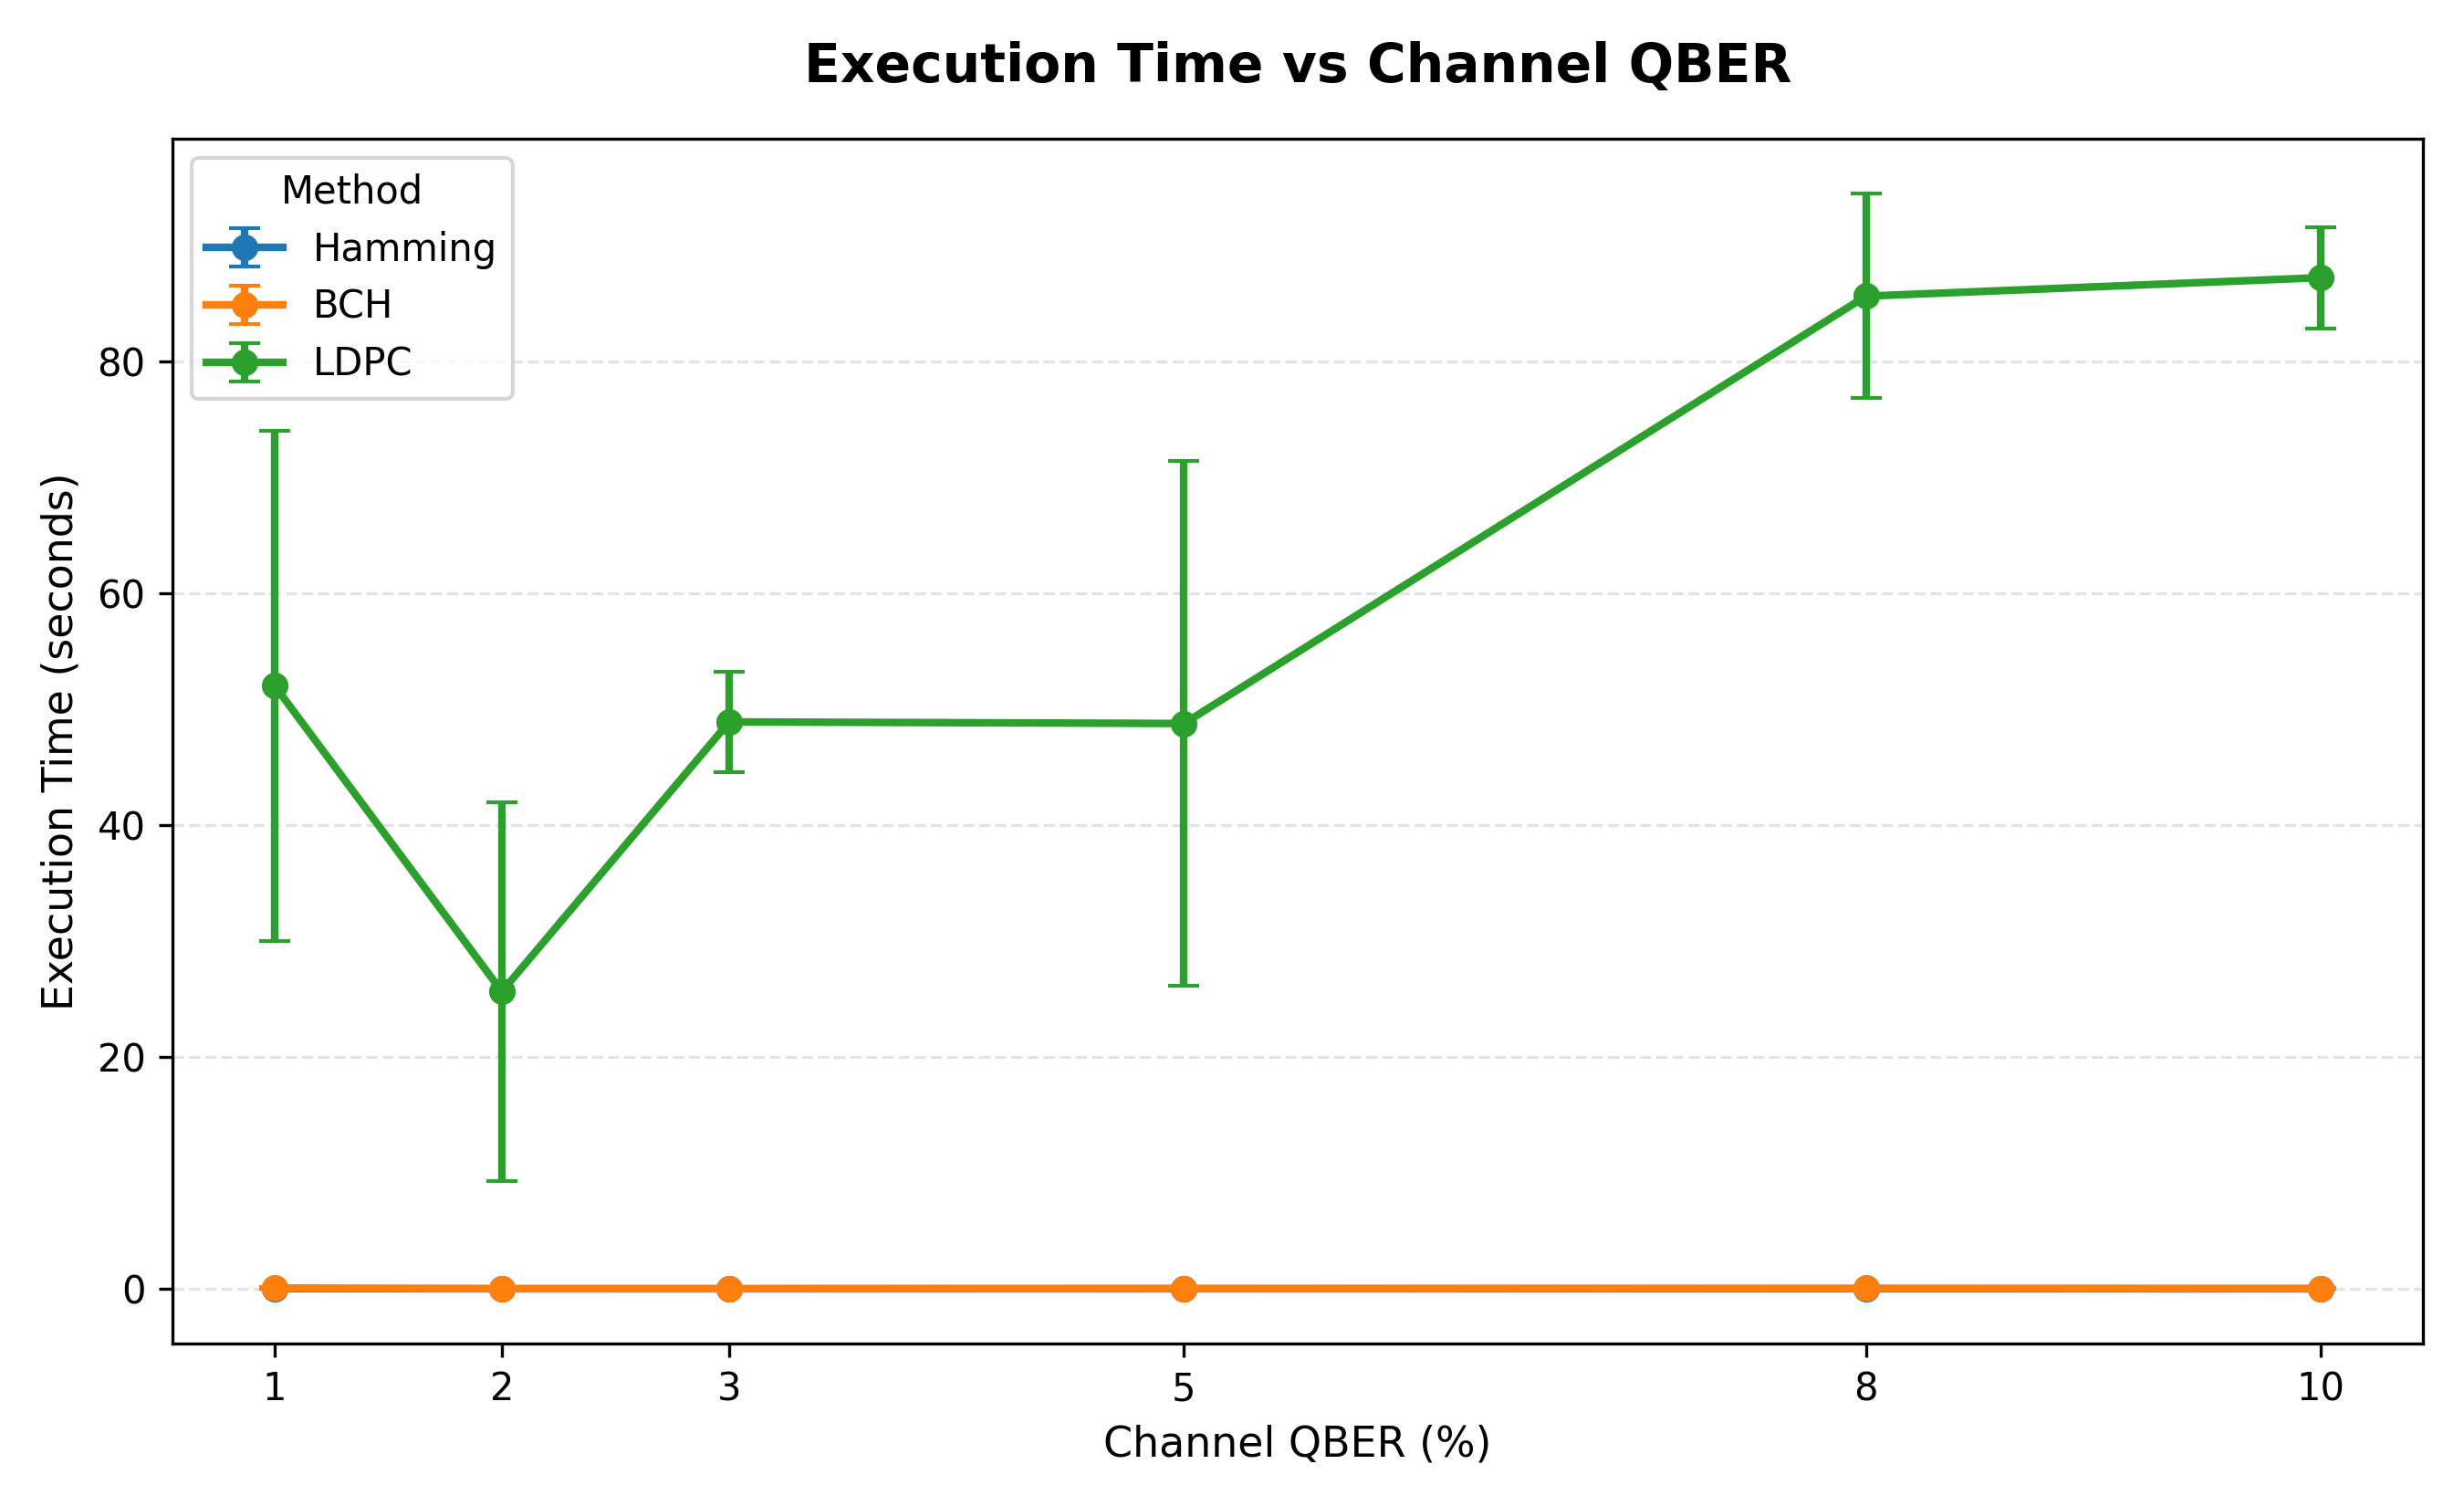 Execution Time vs Channel QBER
Method
Hamming
BCH
LDPC
Execution Time (seconds)
80
60
40
20
0
1 2 3 5 8 10
Channel QBER (%)